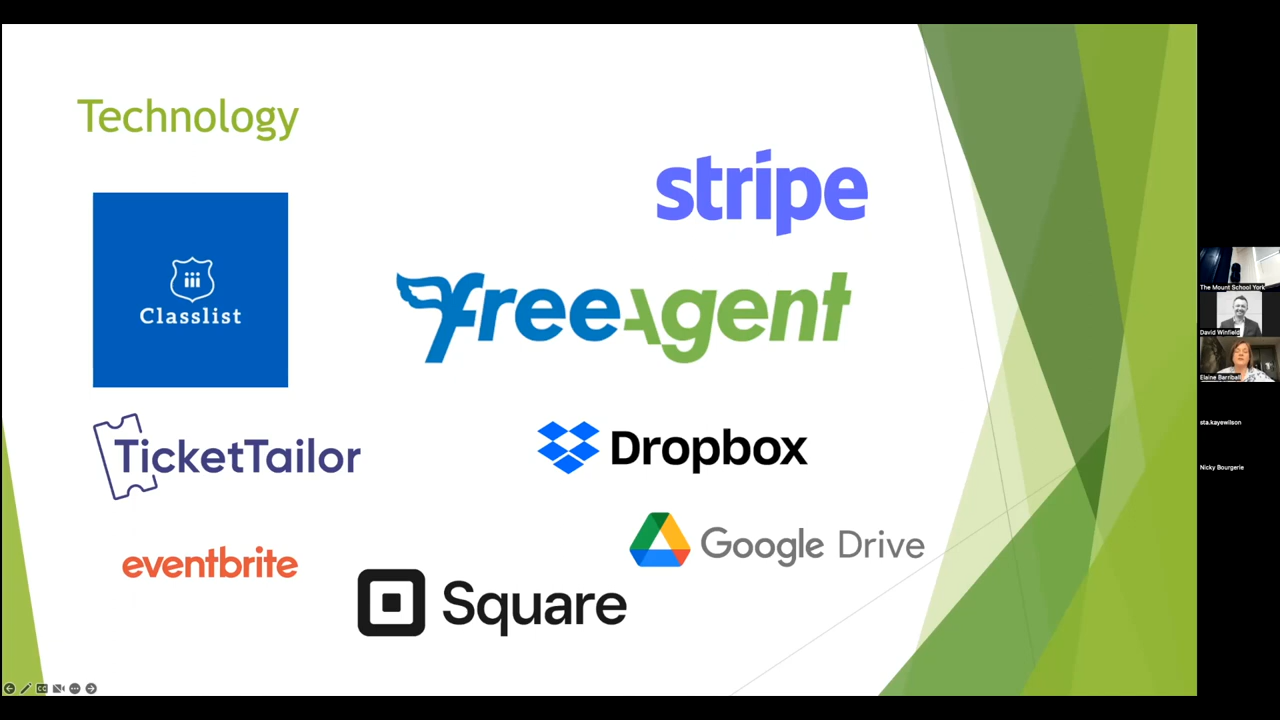 Technology
stripe
Classlist
freeAgent
TicketTailor
Dropbox
eventbrite
Google Drive
Square
The Mount School York
David Winfield
Elaine Barriball
sta.kayewilson
Nicky Bourgerie